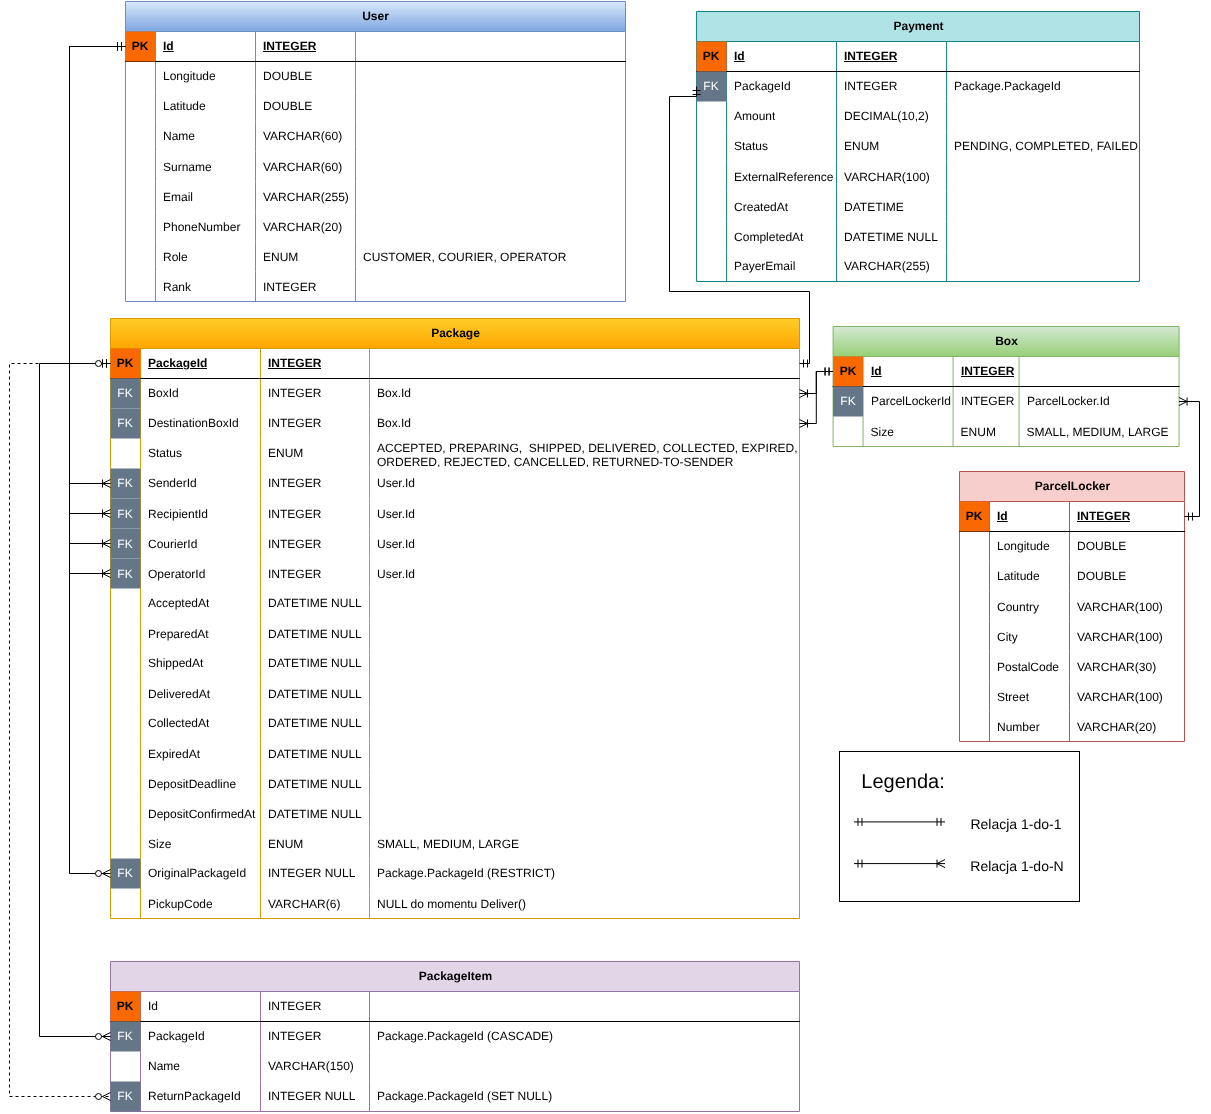 User
PK Id INTEGER
Longitude DOUBLE
Latitude DOUBLE
Name VARCHAR(60)
Surname VARCHAR(60)
Email VARCHAR(255)
PhoneNumber VARCHAR(20)
Role ENUM CUSTOMER, COURIER, OPERATOR
Rank INTEGER
Payment
PK Id INTEGER
FK PackageId INTEGER Package.PackageId
Amount DECIMAL(10,2)
Status ENUM PENDING, COMPLETED, FAILED
ExternalReference VARCHAR(100)
CreatedAt DATETIME
CompletedAt DATETIME NULL
PayerEmail VARCHAR(255)
Package
PK PackageId INTEGER
FK BoxId INTEGER Box.Id
FK DestinationBoxId INTEGER Box.Id
Status ENUM ACCEPTED, PREPARING, SHIPPED, DELIVERED, COLLECTED, EXPIRED,
ORDERED, REJECTED, CANCELLED, RETURNED-TO-SENDER
FK SenderId INTEGER User.Id
FK RecipientId INTEGER User.Id
FK CourierId INTEGER User.Id
FK OperatorId INTEGER User.Id
AcceptedAt DATETIME NULL
PreparedAt DATETIME NULL
ShippedAt DATETIME NULL
DeliveredAt DATETIME NULL
CollectedAt DATETIME NULL
ExpiredAt DATETIME NULL
DepositDeadline DATETIME NULL
DepositConfirmedAt DATETIME NULL
Size ENUM SMALL, MEDIUM, LARGE
FK OriginalPackageId INTEGER NULL Package.PackageId (RESTRICT)
PickupCode VARCHAR(6) NULL do momentu Deliver()
Box
PK Id INTEGER
FK ParcelLockerId INTEGER ParcelLocker.Id
Size ENUM SMALL, MEDIUM, LARGE
ParcelLocker
PK Id INTEGER
Longitude DOUBLE
Latitude DOUBLE
Country VARCHAR(100)
City VARCHAR(100)
PostalCode VARCHAR(30)
Street VARCHAR(100)
Number VARCHAR(20)
Legenda:
Relacja 1-do-1
Relacja 1-do-N
PackageItem
PK Id INTEGER
FK PackageId INTEGER Package.PackageId (CASCADE)
Name VARCHAR(150)
FK ReturnPackageId INTEGER NULL Package.PackageId (SET NULL)